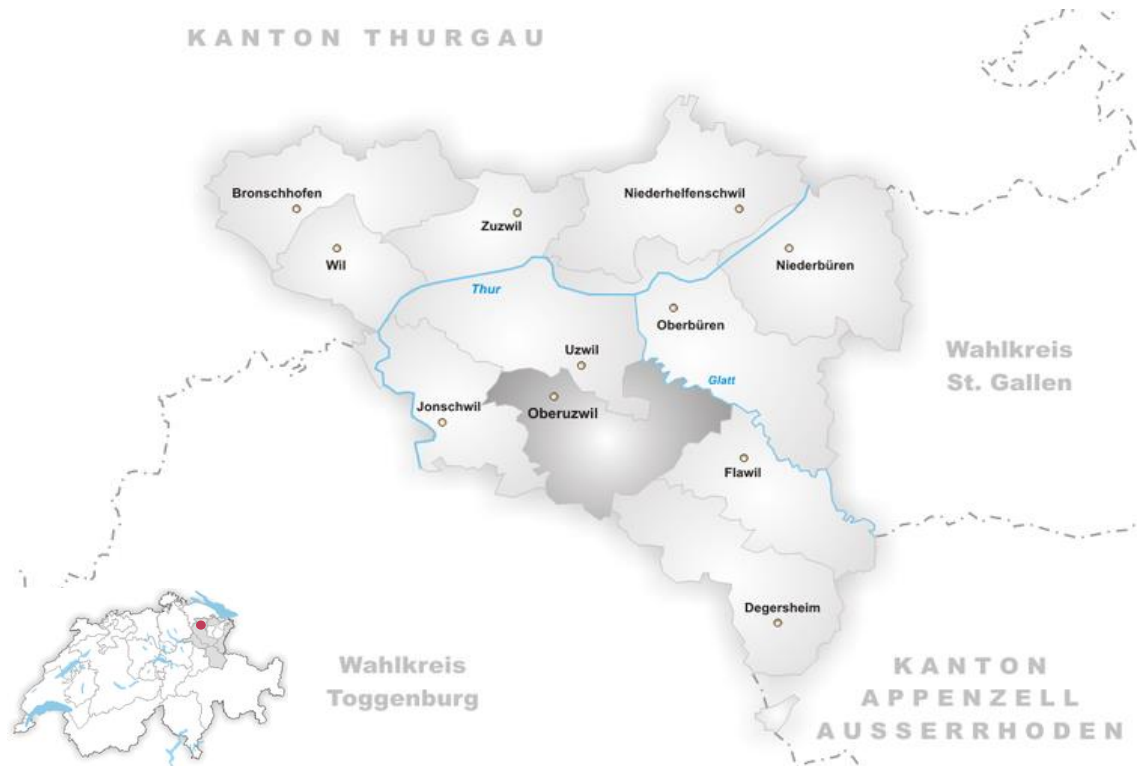 KANTON THURGAU
Bronschhofen
Niederhelfenschwil
Zuzwil
Wil
Niederbüren
Thur
Oberbüren
Uzwil
Wahlkreis
St. Gallen
Glatt
Jonschwil
Oberuzwil
Flawil
Degersheim
Wahlkreis
Toggenburg
KANTON
APPENZELL
AUSSERRHODEN